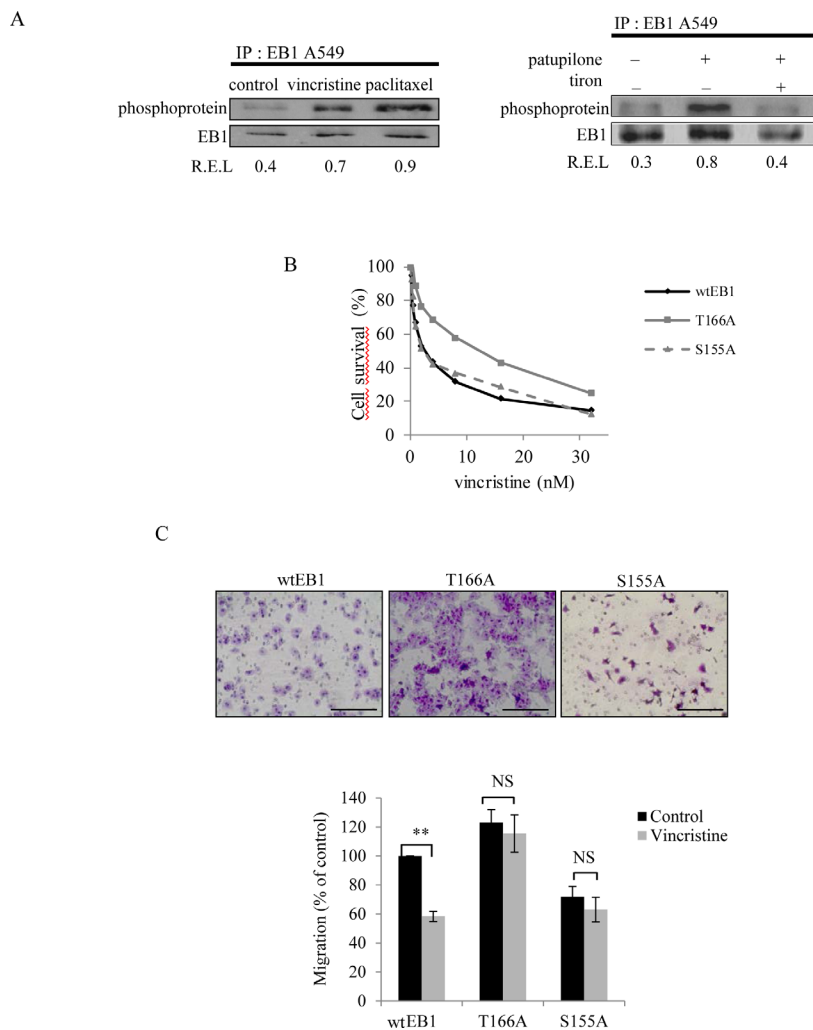 A
IP : EB1 A549
control vincristine paclitaxel
phosphoprotein
EB1
R.E.L 0.4 0.7 0.9
IP : EB1 A549
patupilone – + +
tiron – – +
phosphoprotein
EB1
R.E.L 0.3 0.8 0.4
B
100
80
60
40
20
0
Cell survival (%)
0 10 20 30
vincristine (nM)
wtEB1
T166A
S155A
C
wtEB1 T166A S155A
140
120
100
80
60
40
20
0
Migration (% of control)
**
NS
NS
Control
Vincristine
wtEB1 T166A S155A